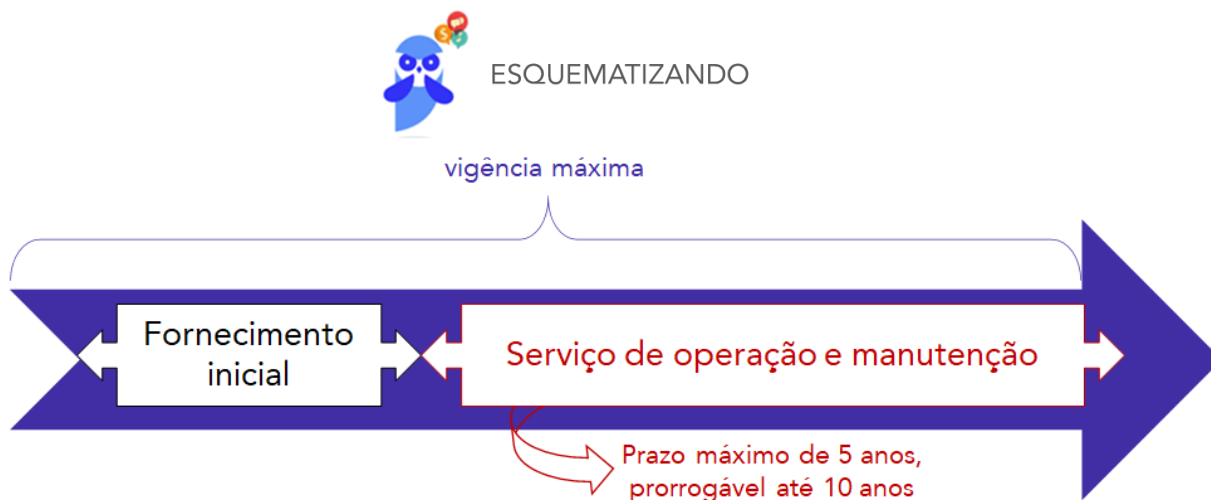 ESQUEMATIZANDO
vigência máxima
Fornecimento
inicial
Serviço de operação e manutenção
Prazo máximo de 5 anos,
prorrogável até 10 anos